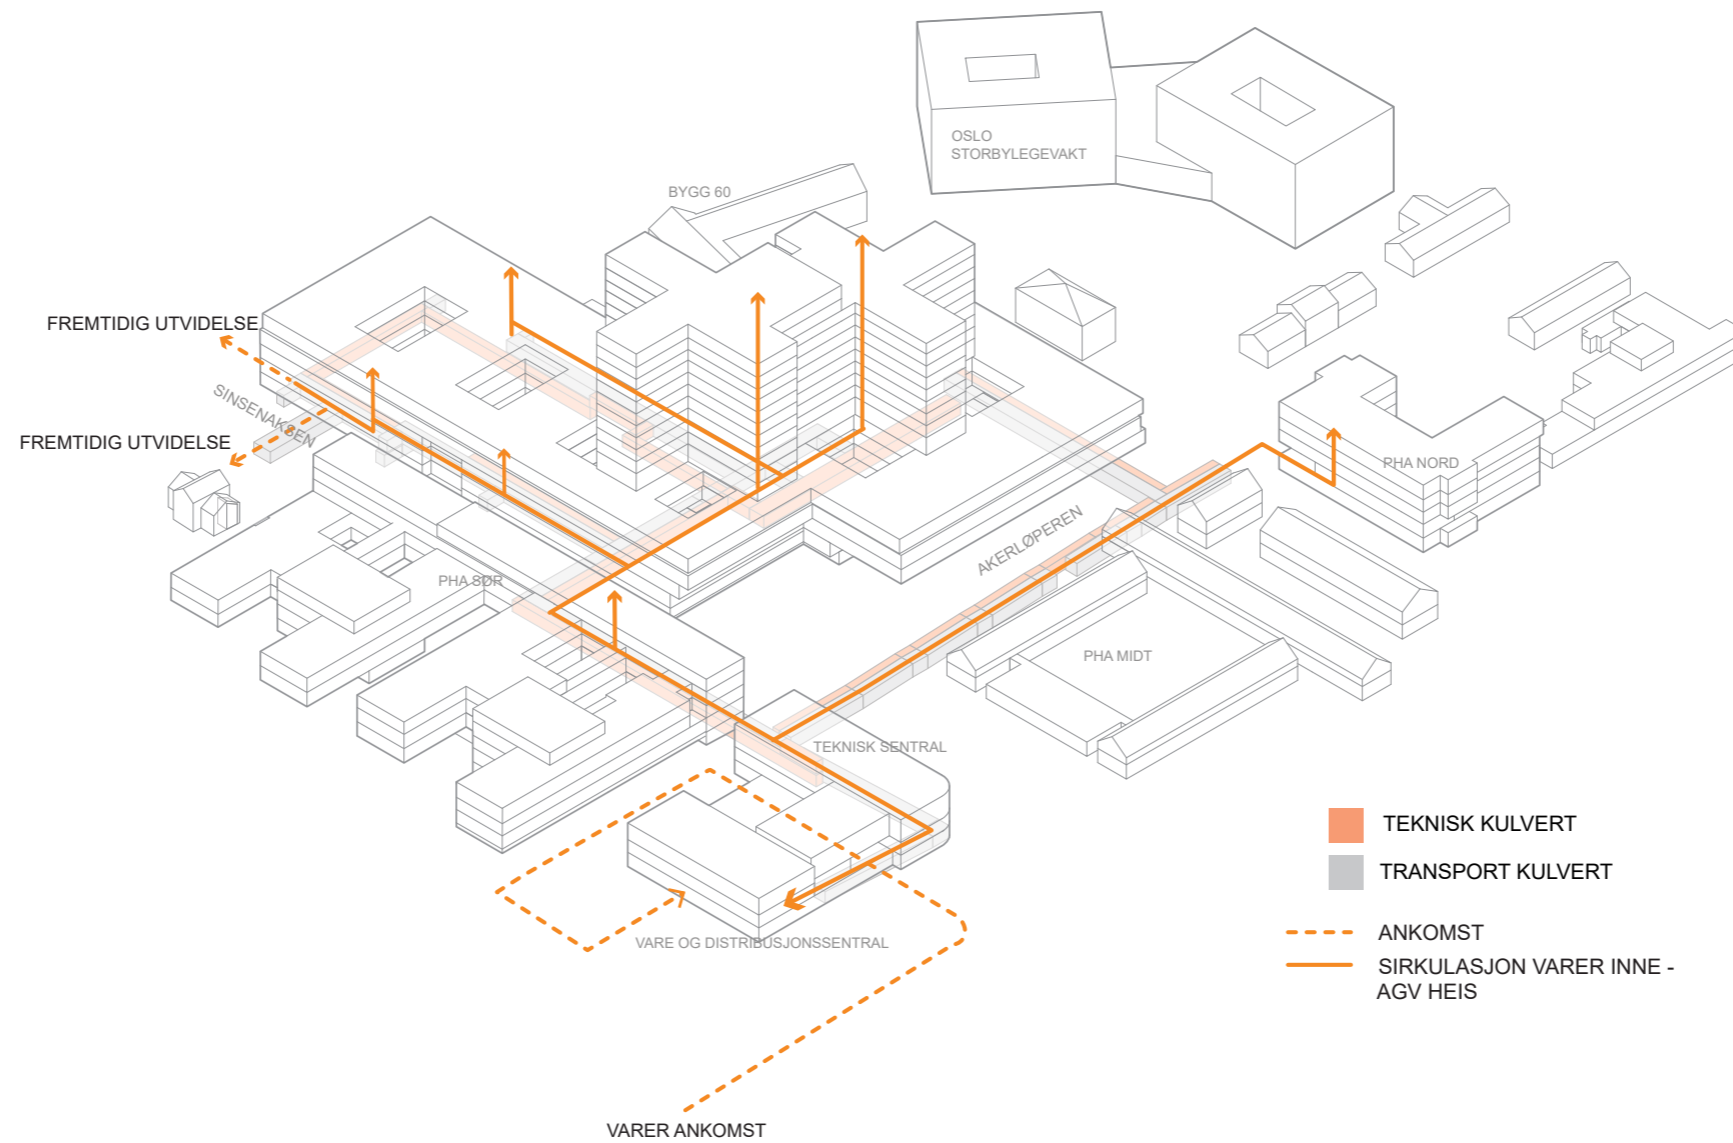 OSLO
STORBYLEGEVAKT
BYGG 60
FREMTIDIG UTVIDELSE
SINSENAKSEN
FREMTIDIG UTVIDELSE
PHA NORD
AKERLØPEREN
PHA SØR
PHA MIDT
TEKNISK SENTRAL
VARE OG DISTRIBUSJONSSENTRAL
TEKNISK KULVERT
TRANSPORT KULVERT
ANKOMST
SIRKULASJON VARER INNE -
AGV HEIS
VARER ANKOMST